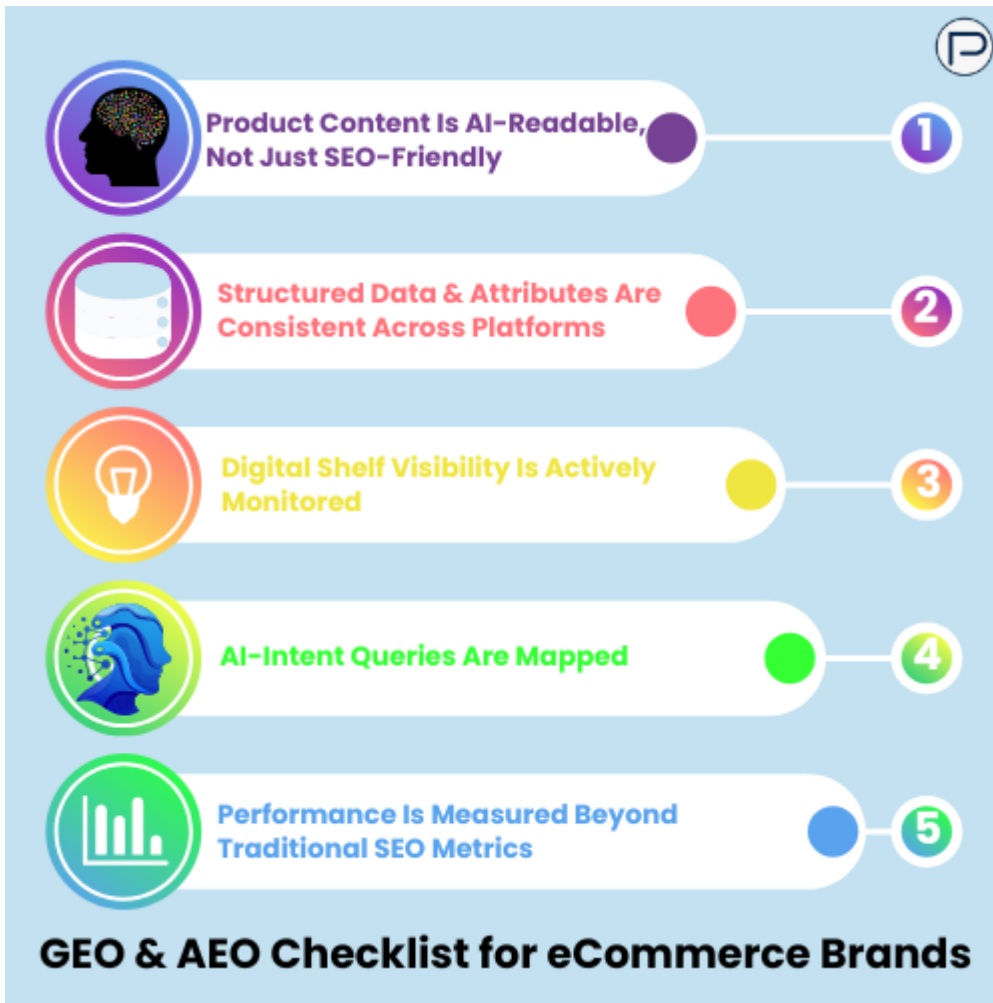 Product Content Is AI-Readable,
Not Just SEO-Friendly
1
Structured Data & Attributes Are
Consistent Across Platforms
2
Digital Shelf Visibility Is Actively
Monitored
3
AI-Intent Queries Are Mapped
4
Performance Is Measured Beyond
Traditional SEO Metrics
5
GEO & AEO Checklist for eCommerce Brands